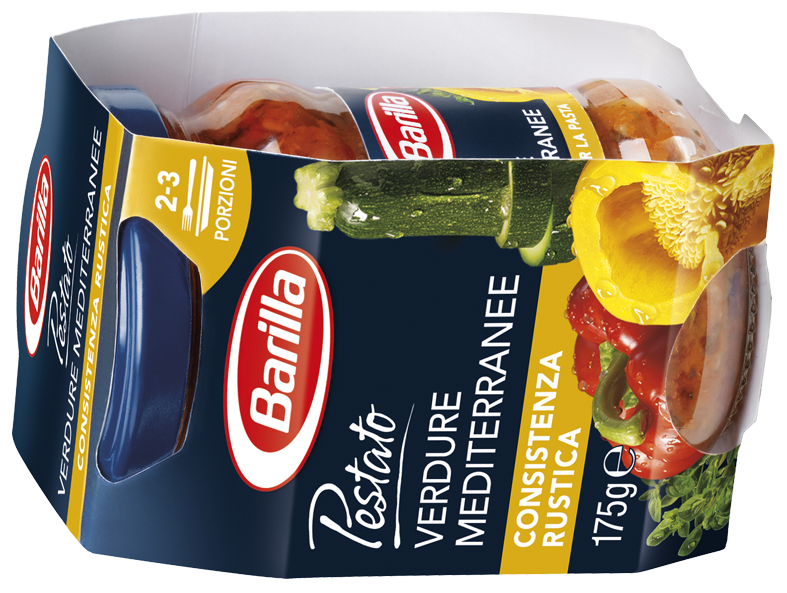 Barilla
Pestato
VERDURE
MEDITERRANEE
CONSISTENZA
RUSTICA
175g e
2-3
PORZIONI
Barilla
Pestato
VERDURE MEDITERRANEE
CONSISTENZA RUSTICA
Barilla
LA PASTA